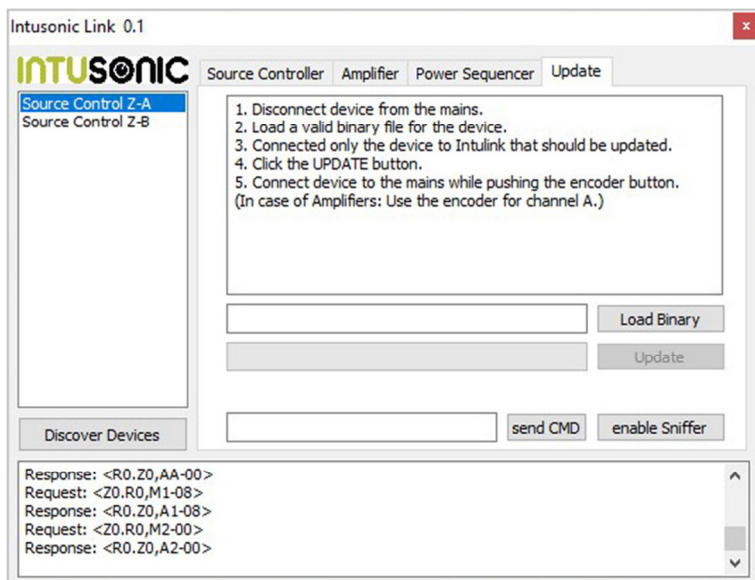 Intusonic Link 0.1
x
INTUSONIC
Source Controller Amplifier Power Sequencer Update
Source Control Z-A
Source Control Z-B
1. Disconnect device from the mains.
2. Load a valid binary file for the device.
3. Connected only the device to Intulink that should be updated.
4. Click the UPDATE button.
5. Connect device to the mains while pushing the encoder button.
(In case of Amplifiers: Use the encoder for channel A.)
Load Binary
Update
Discover Devices
send CMD
enable Sniffer
Response: <R0.Z0,AA-00>
Request: <Z0.R0,M1-08>
Response: <R0.Z0,A1-08>
Request: <Z0.R0,M2-00>
Response: <R0.Z0,A2-00>